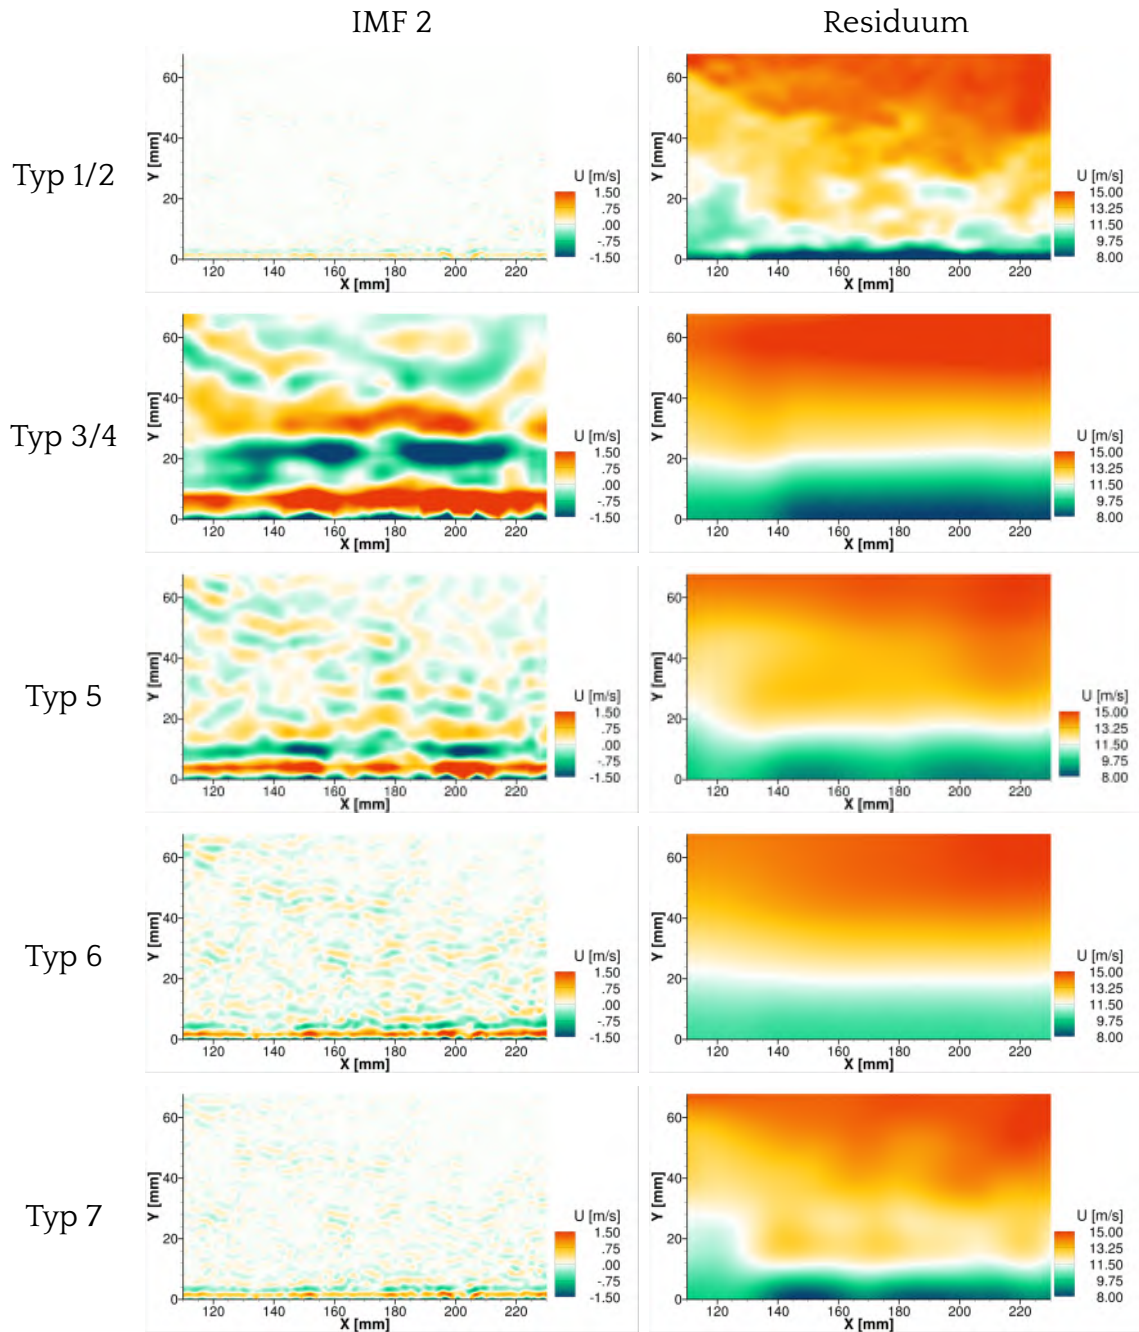 IMF 2 Residuum
Typ 1/2
Y [mm]
60
40
20
0
120 140 160 180 200 220
X [mm]
U [m/s]
1.50
.75
.00
-.75
-1.50
Y [mm]
60
40
20
0
120 140 160 180 200 220
X [mm]
U [m/s]
15.00
13.25
11.50
9.75
8.00
Typ 3/4
Y [mm]
60
40
20
0
120 140 160 180 200 220
X [mm]
U [m/s]
1.50
.75
.00
-.75
-1.50
Y [mm]
60
40
20
0
120 140 160 180 200 220
X [mm]
U [m/s]
15.00
13.25
11.50
9.75
8.00
Typ 5
Y [mm]
60
40
20
0
120 140 160 180 200 220
X [mm]
U [m/s]
1.50
.75
.00
-.75
-1.50
Y [mm]
60
40
20
0
120 140 160 180 200 220
X [mm]
U [m/s]
15.00
13.25
11.50
9.75
8.00
Typ 6
Y [mm]
60
40
20
0
120 140 160 180 200 220
X [mm]
U [m/s]
1.50
.75
.00
-.75
-1.50
Y [mm]
60
40
20
0
120 140 160 180 200 220
X [mm]
U [m/s]
15.00
13.25
11.50
9.75
8.00
Typ 7
Y [mm]
60
40
20
0
120 140 160 180 200 220
X [mm]
U [m/s]
1.50
.75
.00
-.75
-1.50
Y [mm]
60
40
20
0
120 140 160 180 200 220
X [mm]
U [m/s]
15.00
13.25
11.50
9.75
8.00